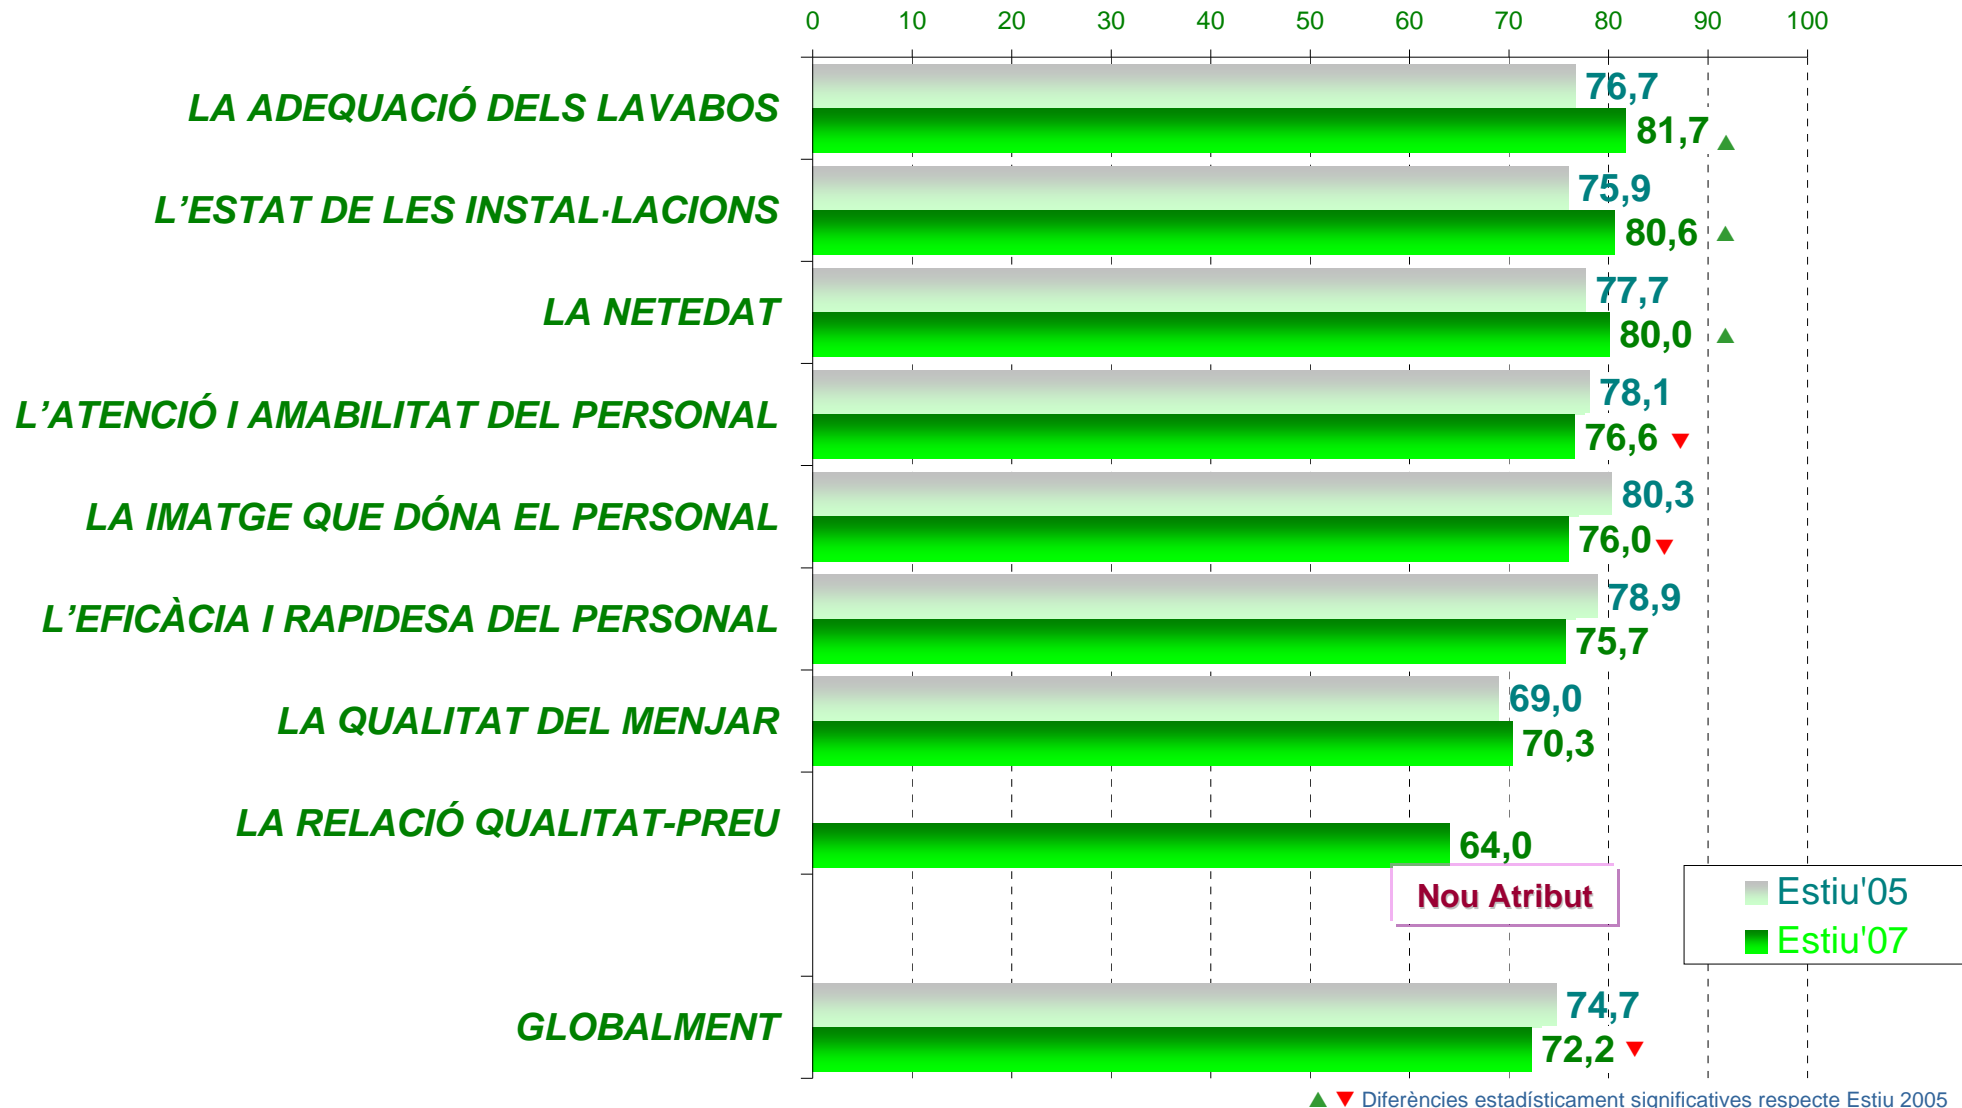 0 10 20 30 40 50 60 70 80 90 100
LA ADEQUACIÓ DELS LAVABOS
76,7
81,7
L’ESTAT DE LES INSTAL·LACIONS
75,9
80,6
LA NETEDAT
77,7
80,0
L’ATENCIÓ I AMABILITAT DEL PERSONAL
78,1
76,6
LA IMATGE QUE DÓNA EL PERSONAL
80,3
76,0
L’EFICÀCIA I RAPIDESA DEL PERSONAL
78,9
75,7
LA QUALITAT DEL MENJAR
69,0
70,3
LA RELACIÓ QUALITAT-PREU
64,0
Nou Atribut
Estiu'05
Estiu'07
GLOBALMENT
74,7
72,2
▲ ▼ Diferències estadísticament significatives respecte Estiu 2005